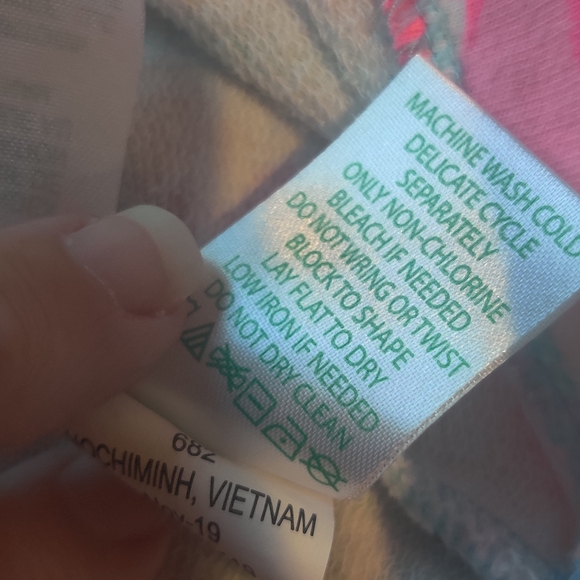 MACHINE WASH COLD
DELICATE CYCLE
SEPARATELY
ONLY NON-CHLORINE
BLEACH IF NEEDED
DO NOT WRING OR TWIST
BLOCK TO SHAPE
LAY FLAT TO DRY
LOW IRON IF NEEDED
DO NOT DRY CLEAN
682
HOCHIMINH, VIETNAM
-19